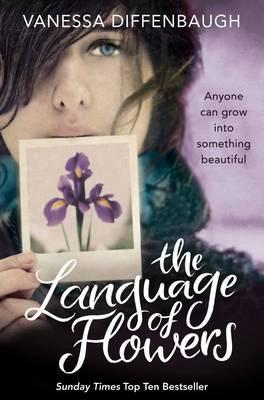 VANESSA DIFFENBAUGH
Anyone
can grow
into
something
beautiful
the
Language
of
Flowers
Sunday Times Top Ten Bestseller